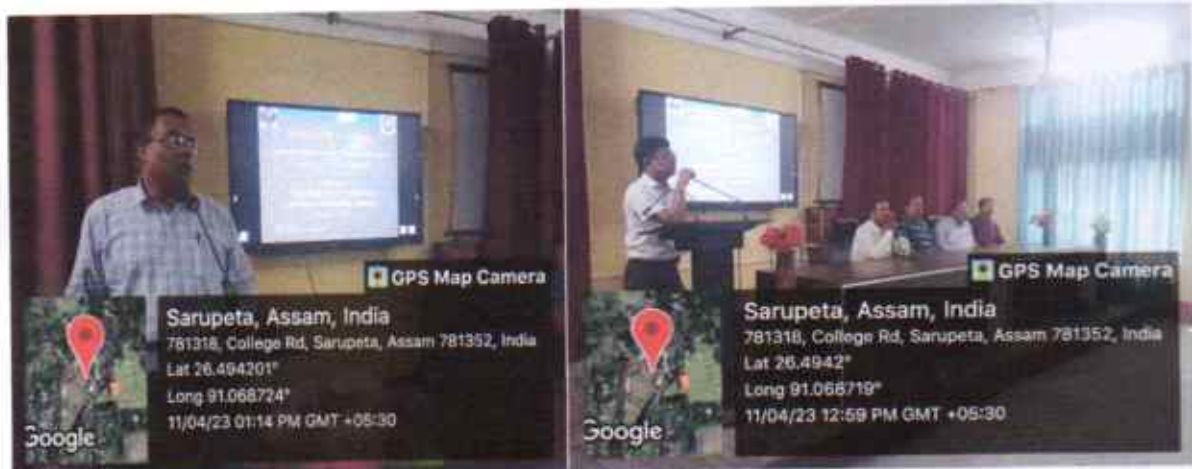 GPS Map Camera
Sarupeta, Assam, India
781318, College Rd, Sarupeta, Assam 781352, India
Lat 26.494201°
Long 91.068724°
11/04/23 01:14 PM GMT +05:30
Google
GPS Map Camera
Sarupeta, Assam, India
781318, College Rd, Sarupeta, Assam 781352, India
Lat 26.4942°
Long 91.068719°
11/04/23 12:59 PM GMT +05:30
Google